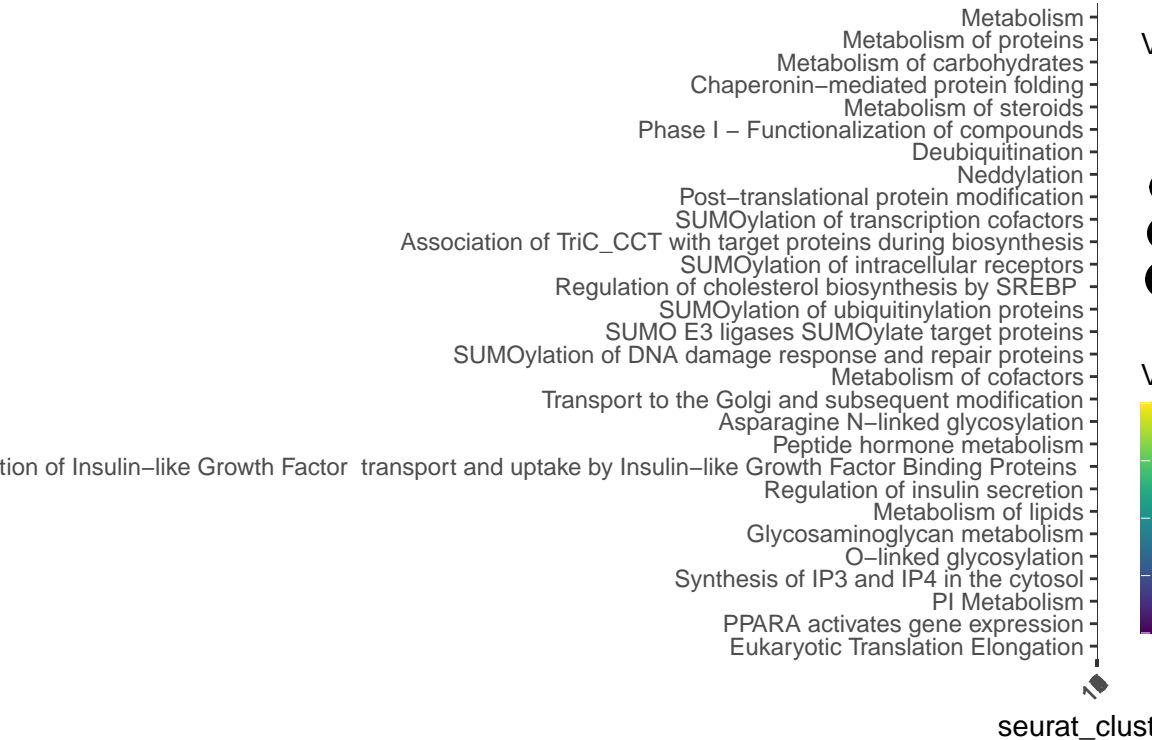 Metabolism
Metabolism of proteins
Metabolism of carbohydrates
Chaperonin−mediated protein folding
Metabolism of steroids
Phase I − Functionalization of compounds
Deubiquitination
Neddylation
Post−translational protein modification
SUMOylation of transcription cofactors
Association of TriC_CCT with target proteins during biosynthesis
SUMOylation of intracellular receptors
Regulation of cholesterol biosynthesis by SREBP
SUMOylation of ubiquitinylation proteins
SUMO E3 ligases SUMOylate target proteins
SUMOylation of DNA damage response and repair proteins
Metabolism of cofactors
Transport to the Golgi and subsequent modification
Asparagine N−linked glycosylation
Peptide hormone metabolism
tion of Insulin−like Growth Factor  transport and uptake by Insulin−like Growth Factor Binding Proteins
Regulation of insulin secretion
Metabolism of lipids
Glycosaminoglycan metabolism
O−linked glycosylation
Synthesis of IP3 and IP4 in the cytosol
PI Metabolism
PPARA activates gene expression
Eukaryotic Translation Elongation
seurat_clust